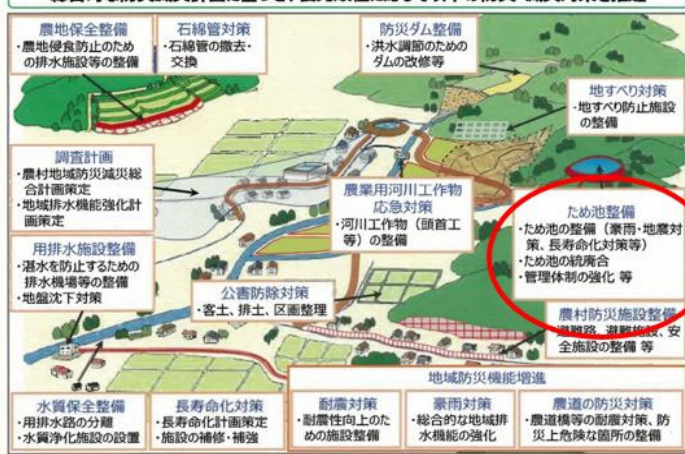 農地保全整備
・農地侵食防止のため
の排水施設等の整備
石綿管対策
・石綿管の撤去・
交換
防災ダム整備
・洪水調節のための
ダムの改修等
地すべり対策
・地すべり防止施設
の整備
調査計画
・農村地域防災減災総
合計画策定
・地域排水機能強化計
画策定
農業用河川工作物
応急対策
・河川工作物（頭首工
等）の整備
ため池整備
・ため池の整備（豪雨・地震対
策、長寿命化対策等）
・ため池の統廃合
・管理体制の強化 等
用排水施設整備
・湛水を防止するための
排水機場等の整備
・地盤沈下対策
公害防除対策
・客土、排土、区画整理
農村防災施設整備
・避難路、避難施設、安
全施設の整備 等
地域防災機能増進
水質保全整備
・用排水路の分離
・水質浄化施設の設置
長寿命化対策
・長寿命化計画策定
・施設の補修・補強
耐震対策
・耐震性向上のた
めの施設整備
豪雨対策
・総合的な地域排
水機能の強化
農道の防災対策
・農道橋等の耐震対策、防
災上危険な箇所の整備